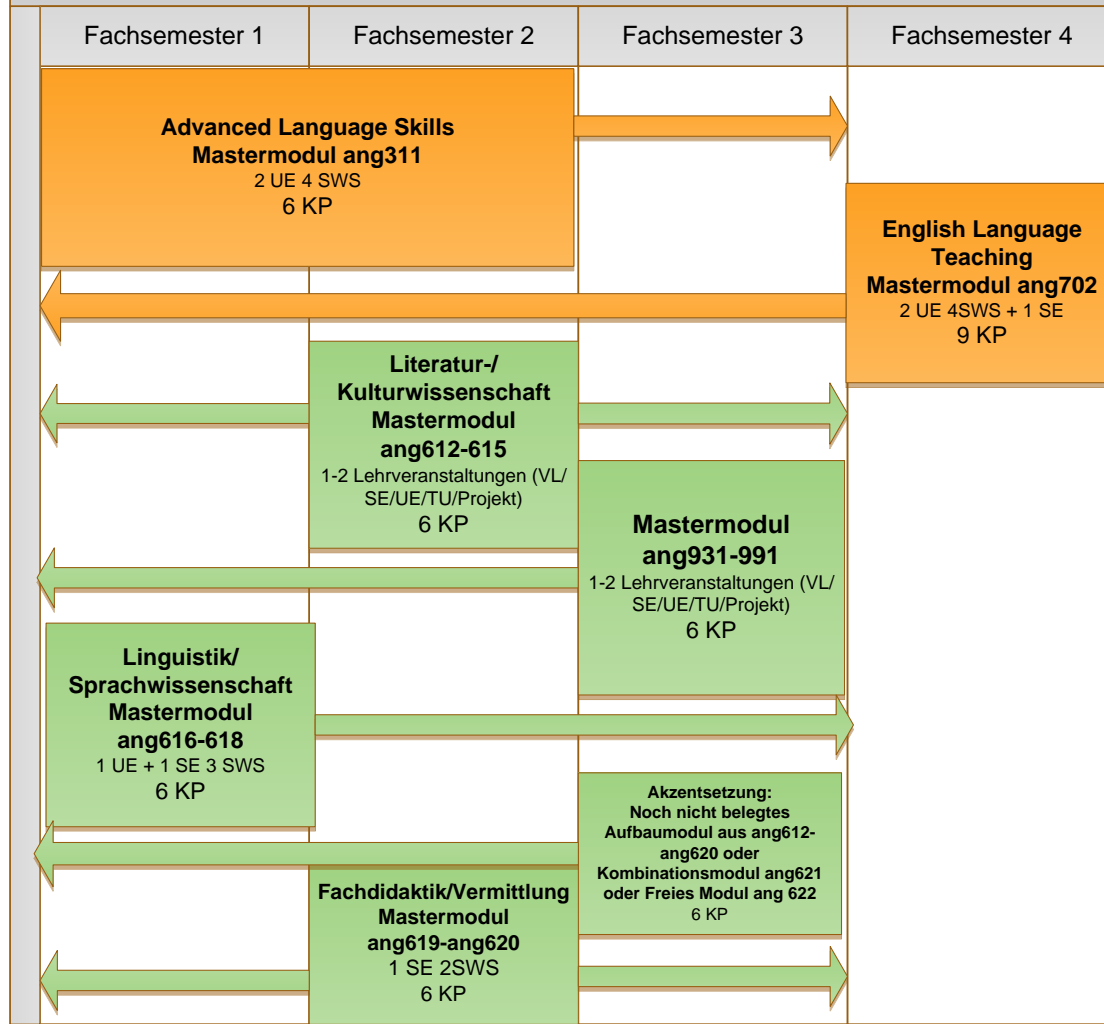 Fachsemester 1
Fachsemester 2
Fachsemester 3
Fachsemester 4
Advanced Language Skills
Mastermodul ang311
2 UE 4 SWS
6 KP
English Language
Teaching
Mastermodul ang702
2 UE 4SWS + 1 SE
9 KP
Literatur-/
Kulturwissenschaft
Mastermodul
ang612-615
1-2 Lehrveranstaltungen (VL/
SE/UE/TU/Projekt)
6 KP
Mastermodul
ang931-991
1-2 Lehrveranstaltungen (VL/
SE/UE/TU/Projekt)
6 KP
Linguistik/
Sprachwissenschaft
Mastermodul
ang616-618
1 UE + 1 SE 3 SWS
6 KP
Akzentsetzung:
Noch nicht belegtes
Aufbaumodul aus ang612-
ang620 oder
Kombinationsmodul ang621
oder Freies Modul ang 622
6 KP
Fachdidaktik/Vermittlung
Mastermodul
ang619-ang620
1 SE 2SWS
6 KP